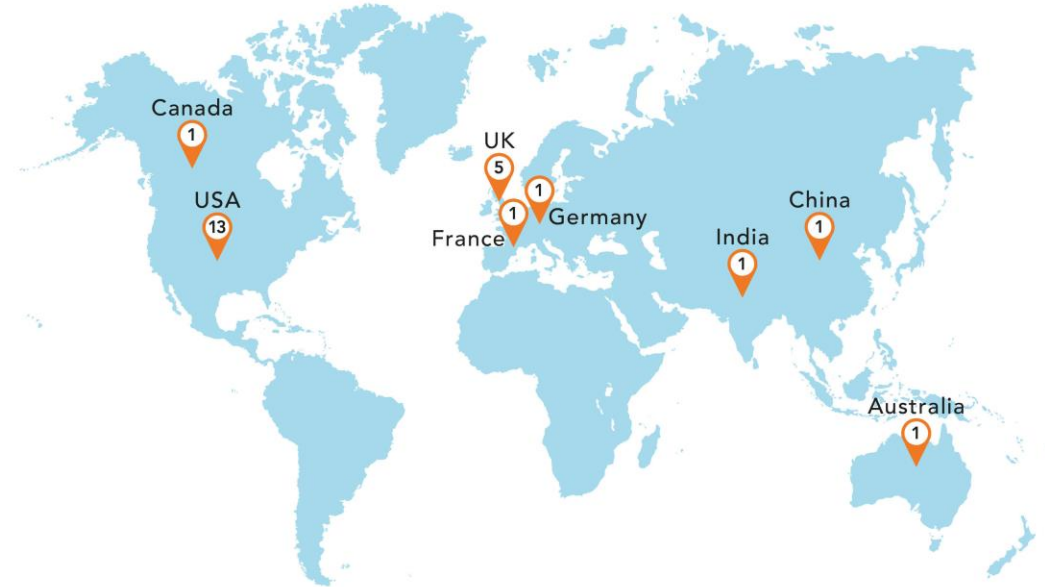 Canada
1
USA
13
UK
5
1
Germany
1
France
China
1
India
1
Australia
1